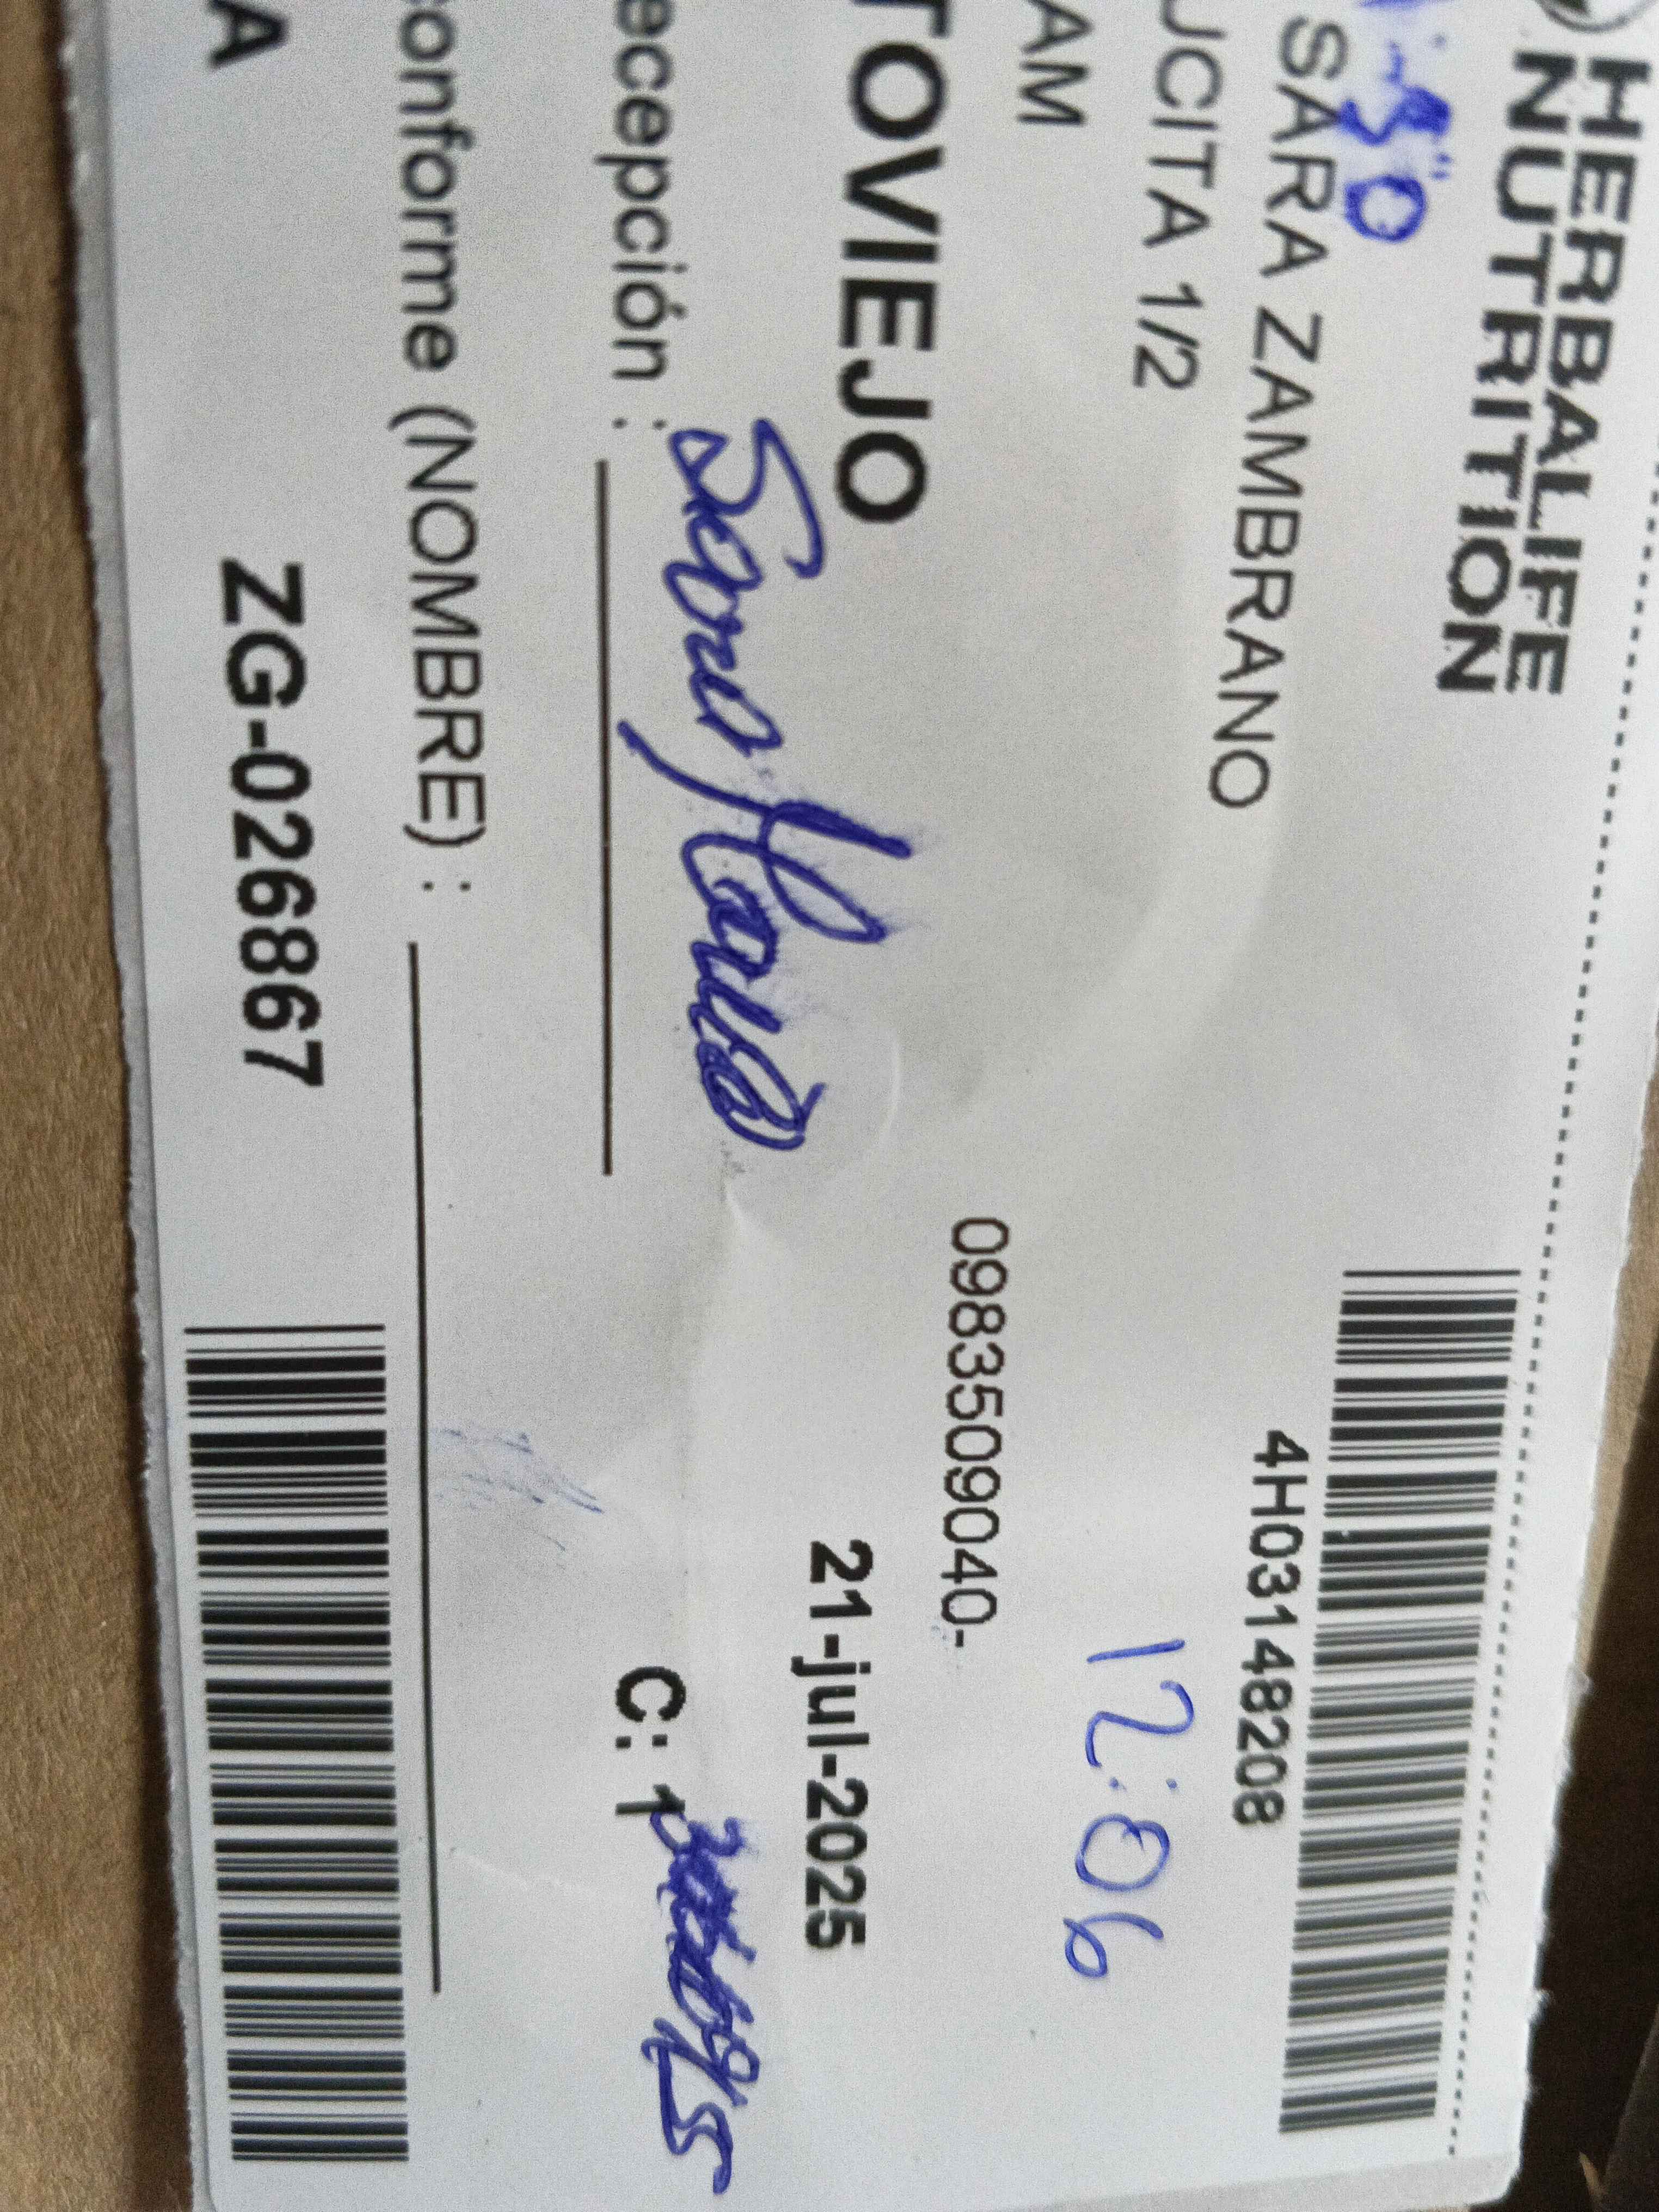 HERBALIFE
NUTRITION
4H03148208
-50
SARA ZAMBRANO
12:06
UCITA 1/2
AM
0983509040-
TOVIEJO
21-jul-2025
ecepción :
Sara
C: 1
onforme (NOMBRE) :
A
ZG-026867